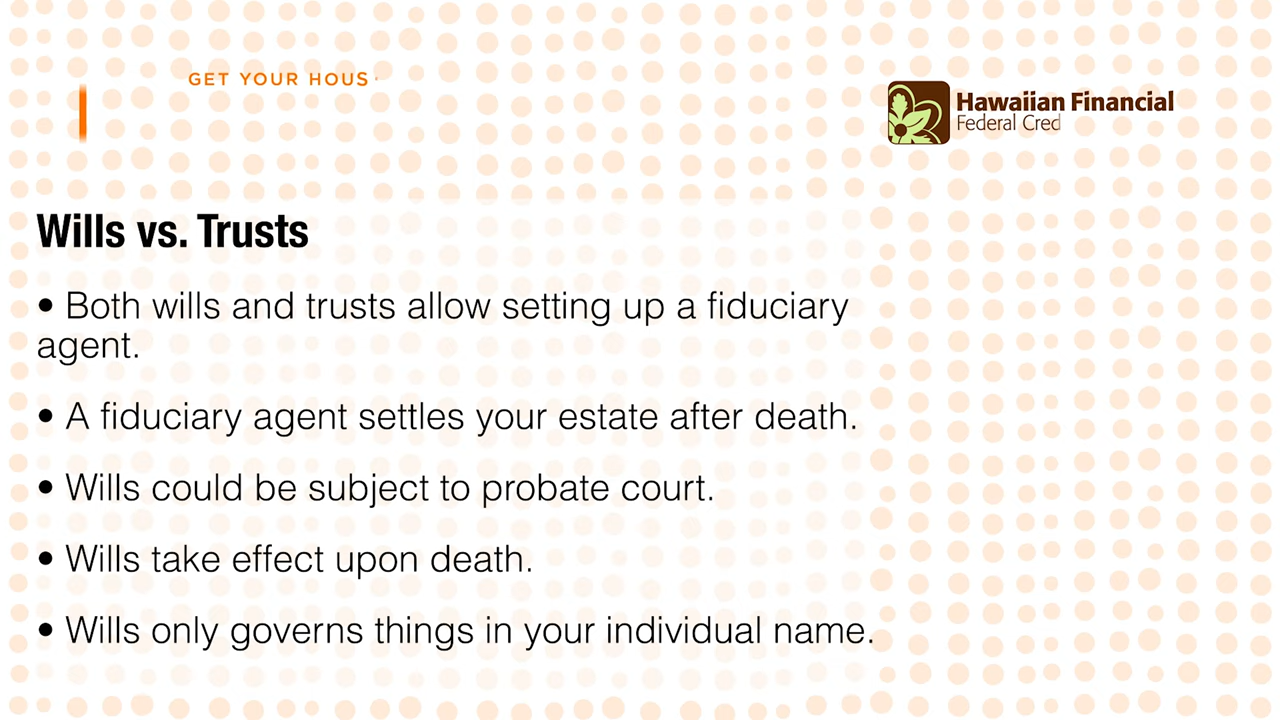 GET YOUR HOUS
Hawaiian Financial
Federal Cred
Wills vs. Trusts
• Both wills and trusts allow setting up a fiduciary
agent.
• A fiduciary agent settles your estate after death.
• Wills could be subject to probate court.
• Wills take effect upon death.
• Wills only governs things in your individual name.